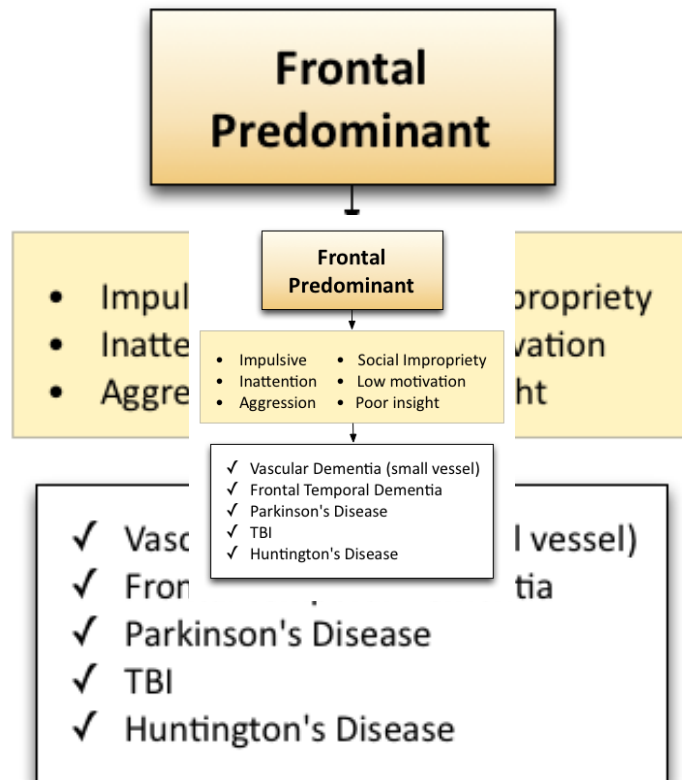 Frontal
Predominant
• Impul
• Inatte
• Aggre
propriety
vation
ht
Frontal
Predominant
• Impulsive • Social Impropriety
• Inattention • Low motivation
• Aggression • Poor insight
✓ Vascular Dementia (small vessel)
✓ Frontal Temporal Dementia
✓ Parkinson's Disease
✓ TBI
✓ Huntington's Disease
✓ Vasc l vessel)
✓ Fron tia
✓ Parkinson's Disease
✓ TBI
✓ Huntington's Disease